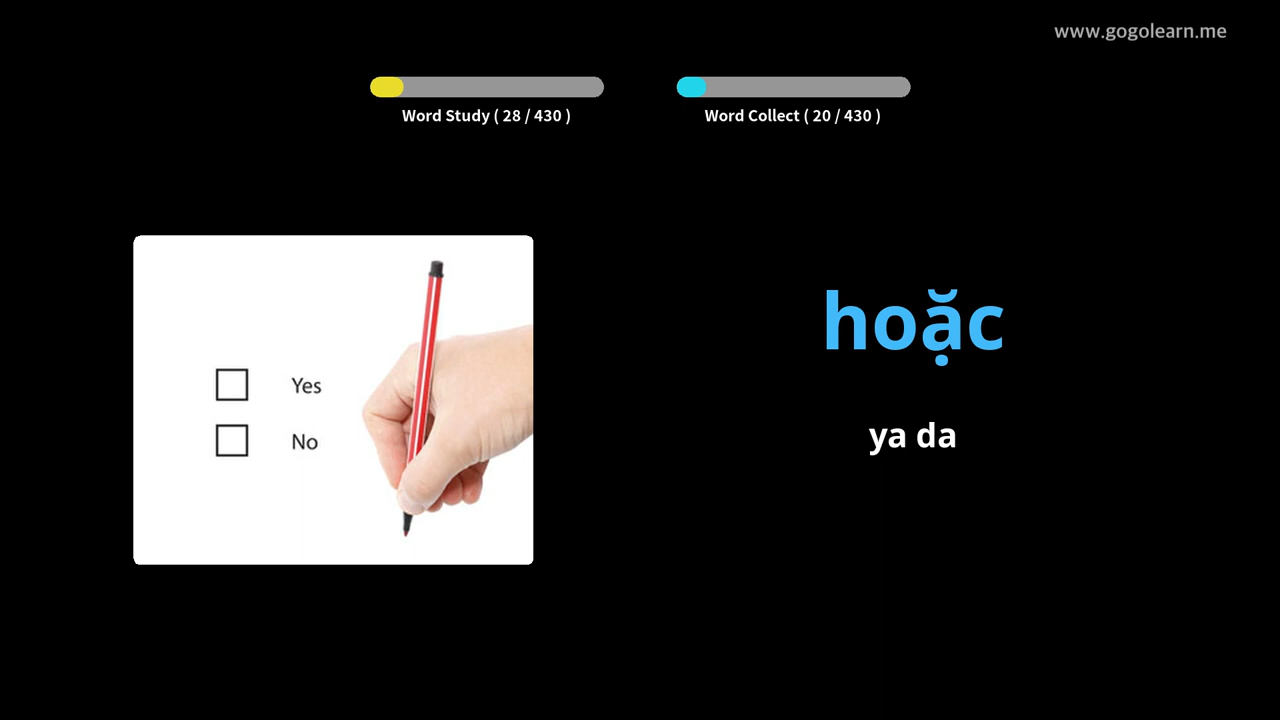 www.gogolearn.me
Word Study ( 28 / 430 )
Word Collect ( 20 / 430 )
Yes
No
hoặc
ya da